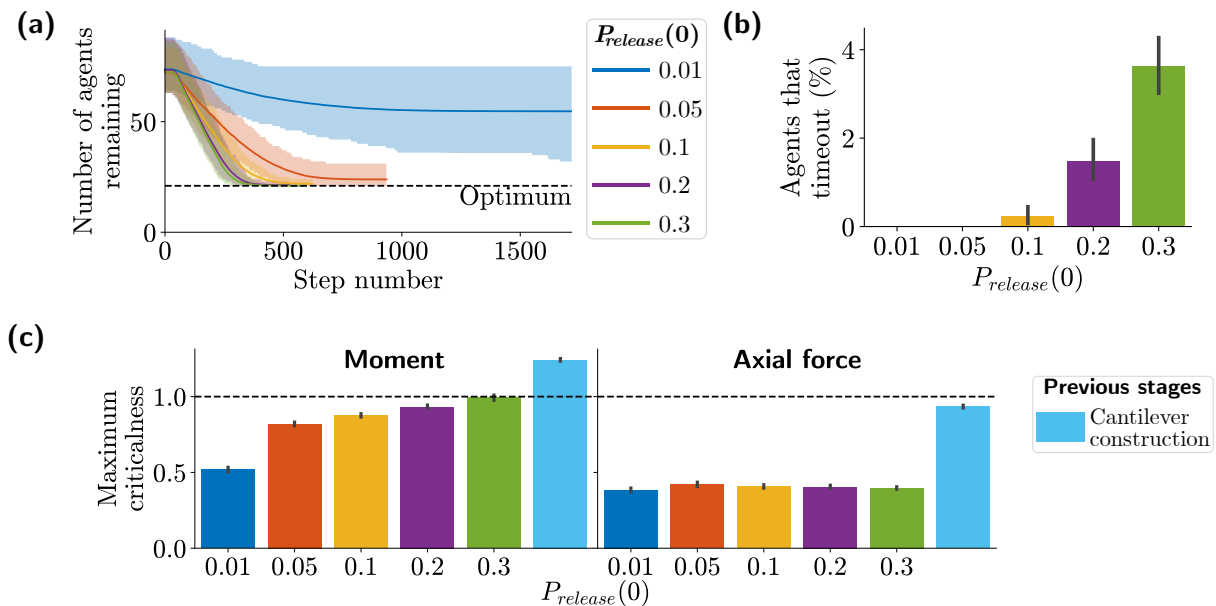 (a)
Number of agents
remaining
50
0
0
500
1000
1500
Step number
Optimum
P_release(0)
0.01
0.05
0.1
0.2
0.3
(b)
Agents that
timeout (%)
4
2
0
0.01
0.05
0.1
0.2
0.3
P_release(0)
(c)
Maximum
criticalness
1.0
0.5
0.0
Moment
Axial force
0.01
0.05
0.1
0.2
0.3
0.01
0.05
0.1
0.2
0.3
P_release(0)
Previous stages
Cantilever
construction